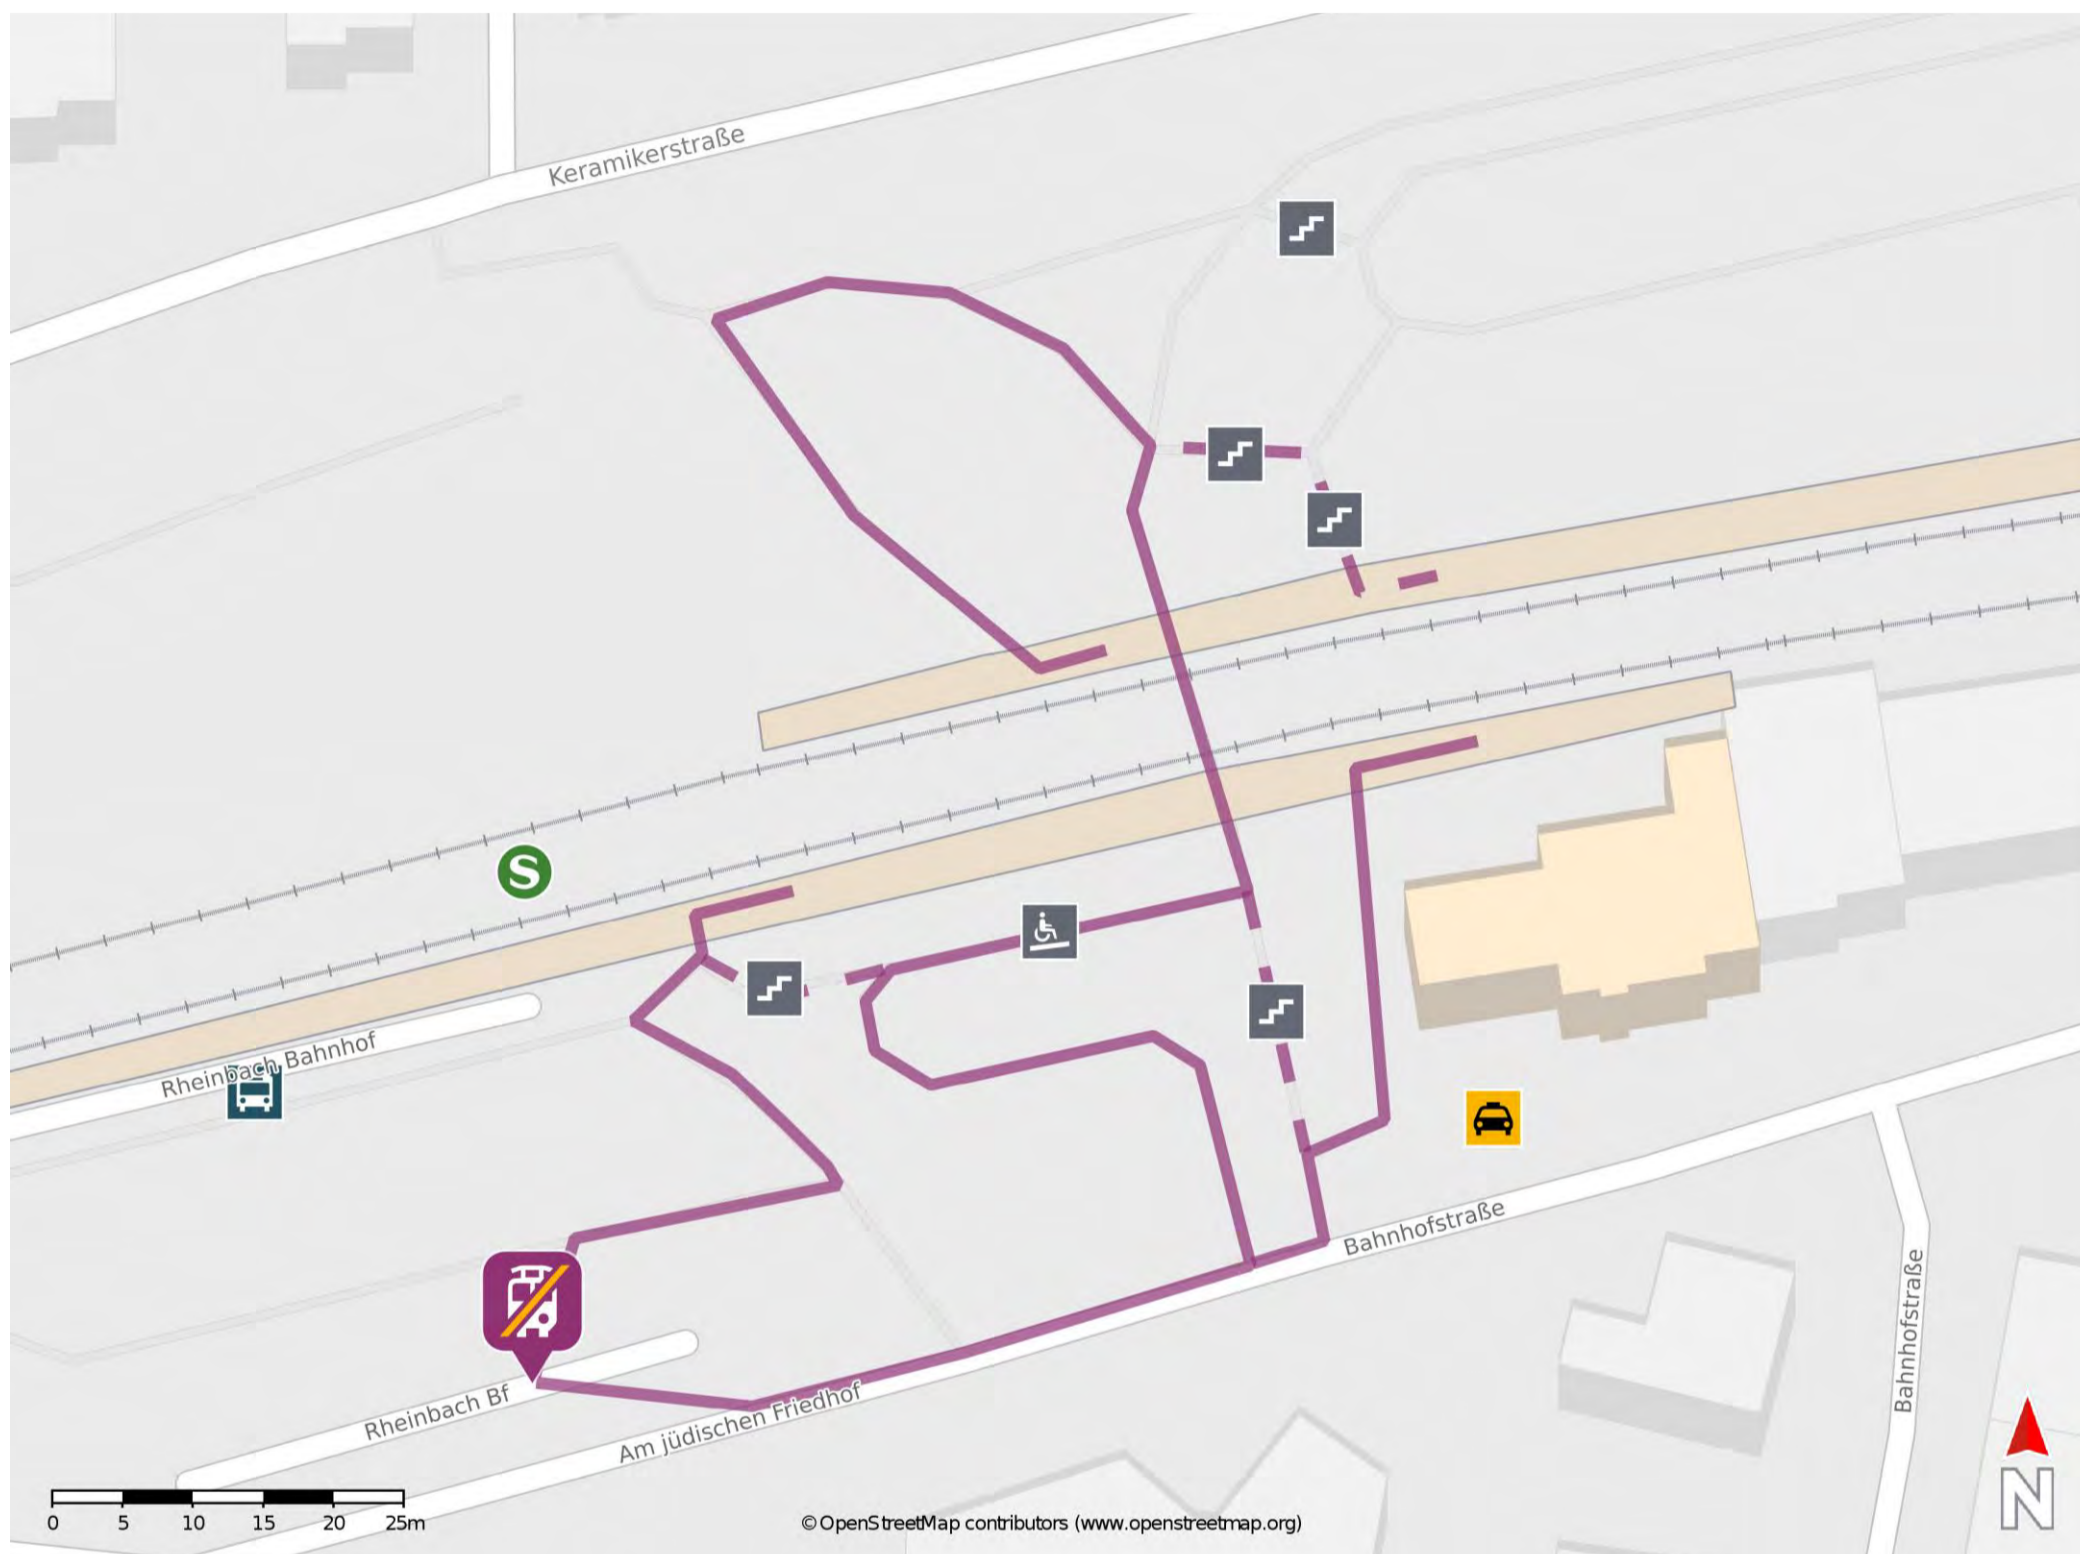 Keramikerstraße
S
Rheinbach Bahnhof
Bahnhofstraße
Bahnhofstraße
Rheinbach Bf
Am jüdischen Friedhof
0 5 10 15 20 25m
© OpenStreetMap contributors (www.openstreetmap.org)
N